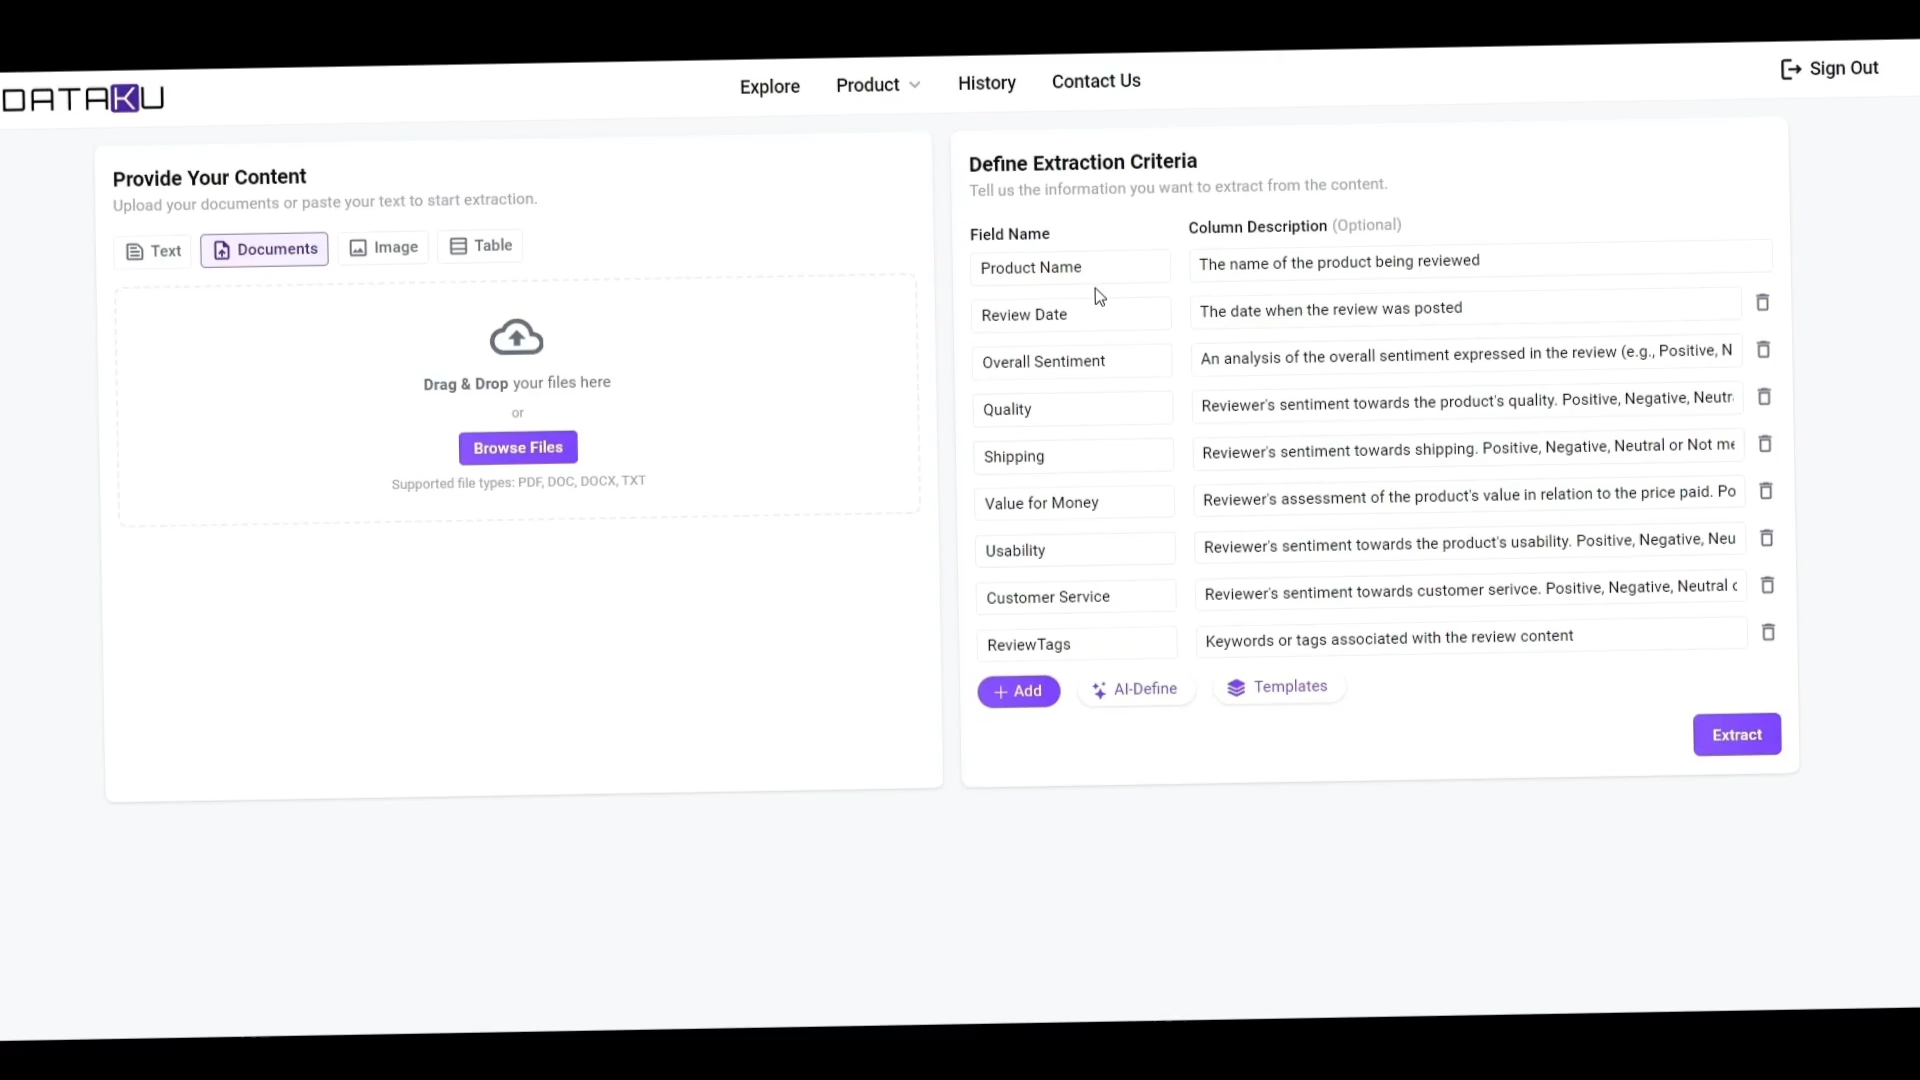 DATAKU
Explore
Product
History
Contact Us
Sign Out
Provide Your Content
Upload your documents or paste your text to start extraction.
Text
Documents
Image
Table
Drag & Drop your files here
or
Browse Files
Supported file types: PDF, DOC, DOCX, TXT
Define Extraction Criteria
Tell us the information you want to extract from the content.
Field Name
Column Description (Optional)
Product Name
The name of the product being reviewed
Review Date
The date when the review was posted
Overall Sentiment
An analysis of the overall sentiment expressed in the review (e.g., Positive, N
Quality
Reviewer's sentiment towards the product's quality. Positive, Negative, Neutr
Shipping
Reviewer's sentiment towards shipping. Positive, Negative, Neutral or Not me
Value for Money
Reviewer's assessment of the product's value in relation to the price paid. Po
Usability
Reviewer's sentiment towards the product's usability. Positive, Negative, Neu
Customer Service
Reviewer's sentiment towards customer serivce. Positive, Negative, Neutral o
ReviewTags
Keywords or tags associated with the review content
+ Add
AI-Define
Templates
Extract